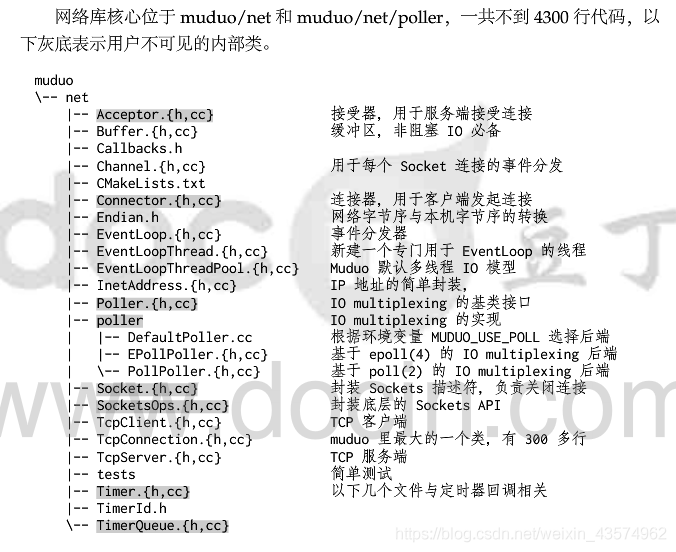 网络库核心位于 muduo/net 和 muduo/net/poller，一共不到 4300 行代码，以
下灰底表示用户不可见的内部类。
muduo
\-- net
|-- Acceptor.{h,cc} 接受器，用于服务端接受连接
|-- Buffer.{h,cc} 缓冲区，非阻塞 IO 必备
|-- Callbacks.h
|-- Channel.{h,cc} 用于每个 Socket 连接的事件分发
|-- CMakeLists.txt
|-- Connector.{h,cc} 连接器，用于客户端发起连接
|-- Endian.h 网络字节序与本机字节序的转换
|-- EventLoop.{h,cc} 事件分发器
|-- EventLoopThread.{h,cc} 新建一个专门用于 EventLoop 的线程
|-- EventLoopThreadPool.{h,cc} Muduo 默认多线程 IO 模型
|-- InetAddress.{h,cc} IP 地址的简单封装，
|-- Poller.{h,cc} IO multiplexing 的基类接口
|-- poller IO multiplexing 的实现
| |-- DefaultPoller.cc 根据环境变量 MUDUO_USE_POLL 选择后端
| |-- EPollPoller.{h,cc} 基于 epoll(4) 的 IO multiplexing 后端
| \-- PollPoller.{h,cc} 基于 poll(2) 的 IO multiplexing 后端
|-- Socket.{h,cc} 封装 Sockets 描述符，负责关闭连接
|-- SocketsOps.{h,cc} 封装底层的 Sockets API
|-- TcpClient.{h,cc} TCP 客户端
|-- TcpConnection.{h,cc} muduo 里最大的一个类，有 300 多行
|-- TcpServer.{h,cc} TCP 服务端
|-- tests 简单测试
|-- Timer.{h,cc} 以下几个文件与定时器回调相关
|-- TimerId.h
\-- TimerQueue.{h,cc}
豆丁
www.docin.com
https://blog.csdn.net/weixin_43574962